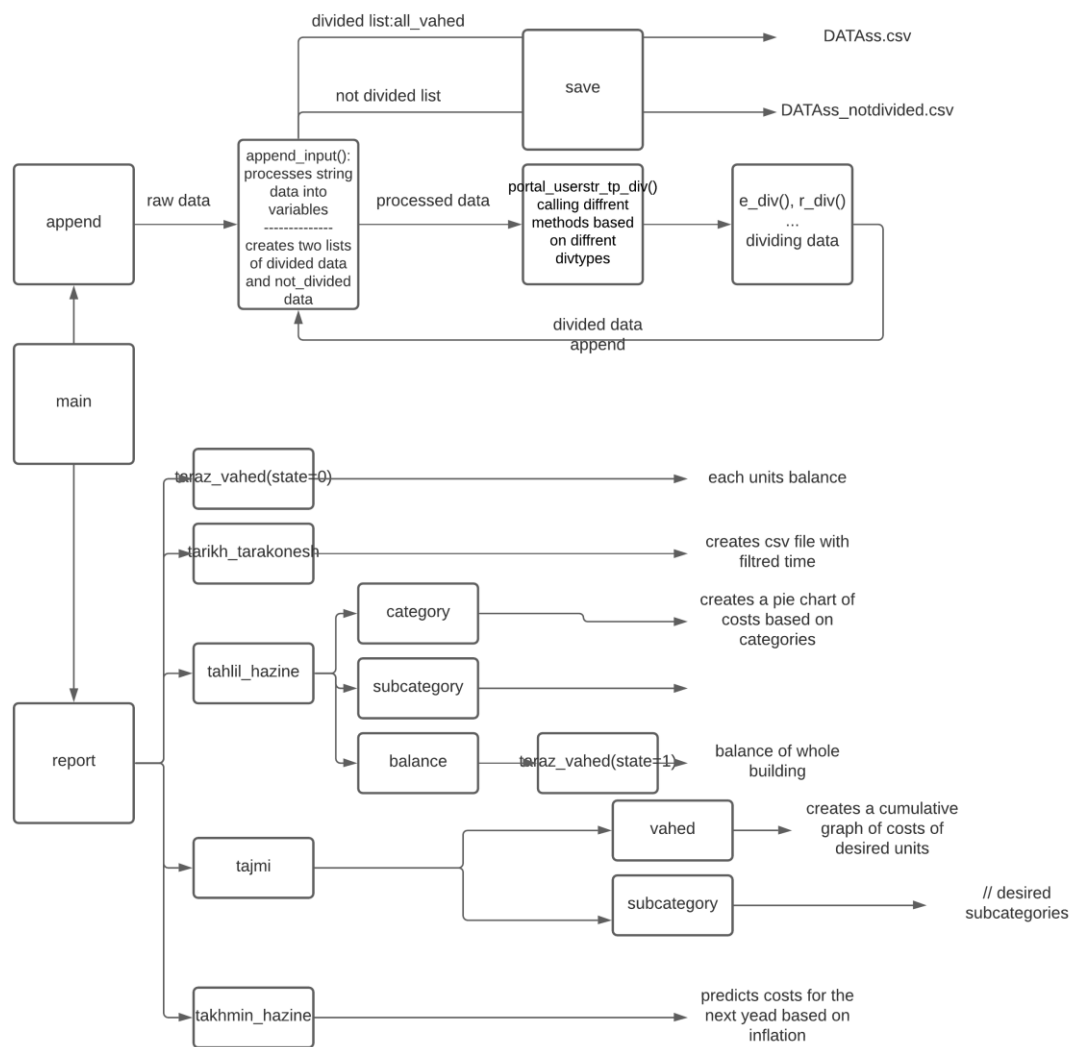 divided list:all_vahed
DATAss.csv
save
not divided list
DATAss_notdivided.csv
append
raw data
append_input():
processes string
data into
variables
--------------
creates two lists
of divided data
and not_divided
data
processed data
portal_userstr_tp_div()
calling diffrent
methods based
on diffrent
divtypes
e_div(), r_div()
...
dividing data
divided data
append
main
taraz_vahed(state=0)
each units balance
tarikh_tarakonesh
creates csv file with
filtred time
tahlil_hazine
category
creates a pie chart of
costs based on
categories
subcategory
balance
taraz_vahed(state=1)
balance of whole
building
report
tajmi
vahed
creates a cumulative
graph of costs of
desired units
subcategory
// desired
subcategories
takhmin_hazine
predicts costs for the
next yead based on
inflation